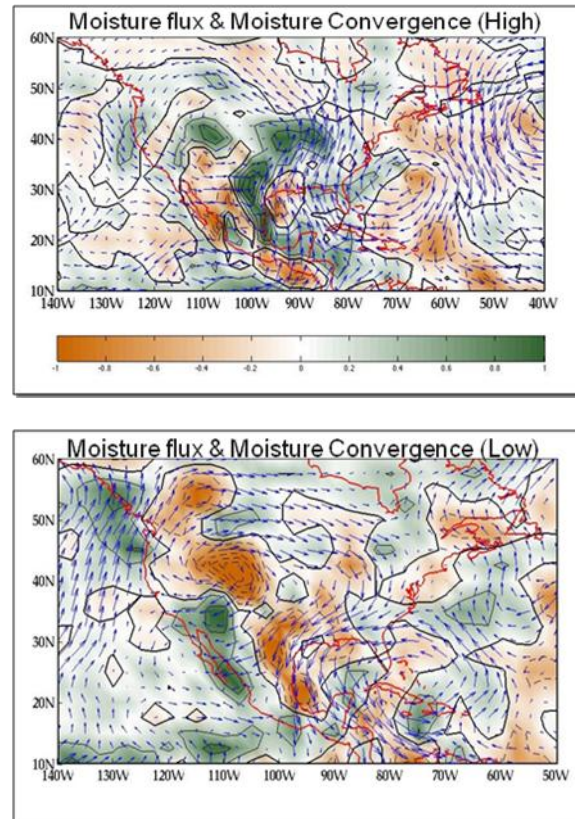 Moisture flux & Moisture Convergence (High)
60N
50N
40N
30N
20N
10N
140W 130W 120W 110W 100W 90W 80W 70W 60W 50W 40W
-1 -0.8 -0.6 -0.4 -0.2 0 0.2 0.4 0.6 0.8 1
Moisture flux & Moisture Convergence (Low)
60N
50N
40N
30N
20N
10N
140W 130W 120W 110W 100W 90W 80W 70W 60W 50W